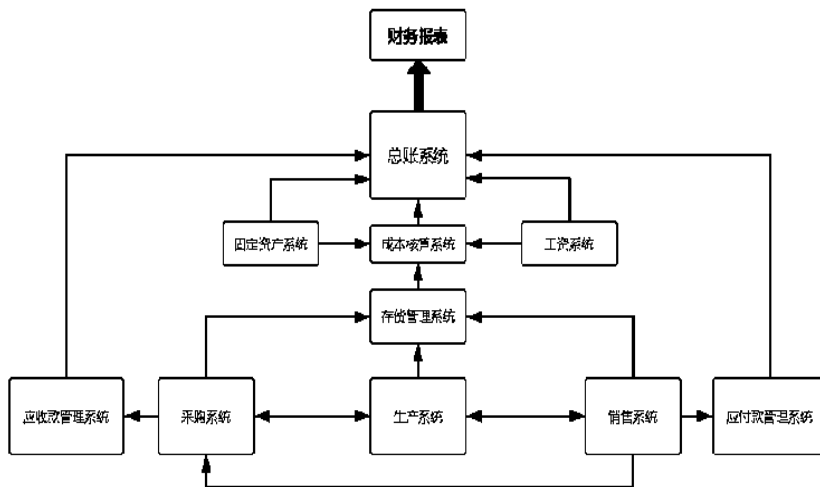 财务报表
总账系统
固定资产系统
成本核算系统
工资系统
存货管理系统
应收款管理系统
采购系统
生产系统
销售系统
应付款管理系统